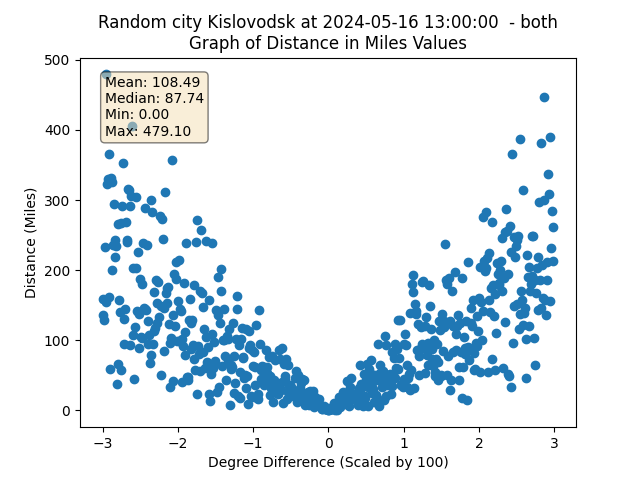 Random city Kislovodsk at 2024-05-16 13:00:00  - both
Graph of Distance in Miles Values
500
400
300
200
100
0
Distance (Miles)
Mean: 108.49
Median: 87.74
Min: 0.00
Max: 479.10
−3
−2
−1
0
1
2
3
Degree Difference (Scaled by 100)